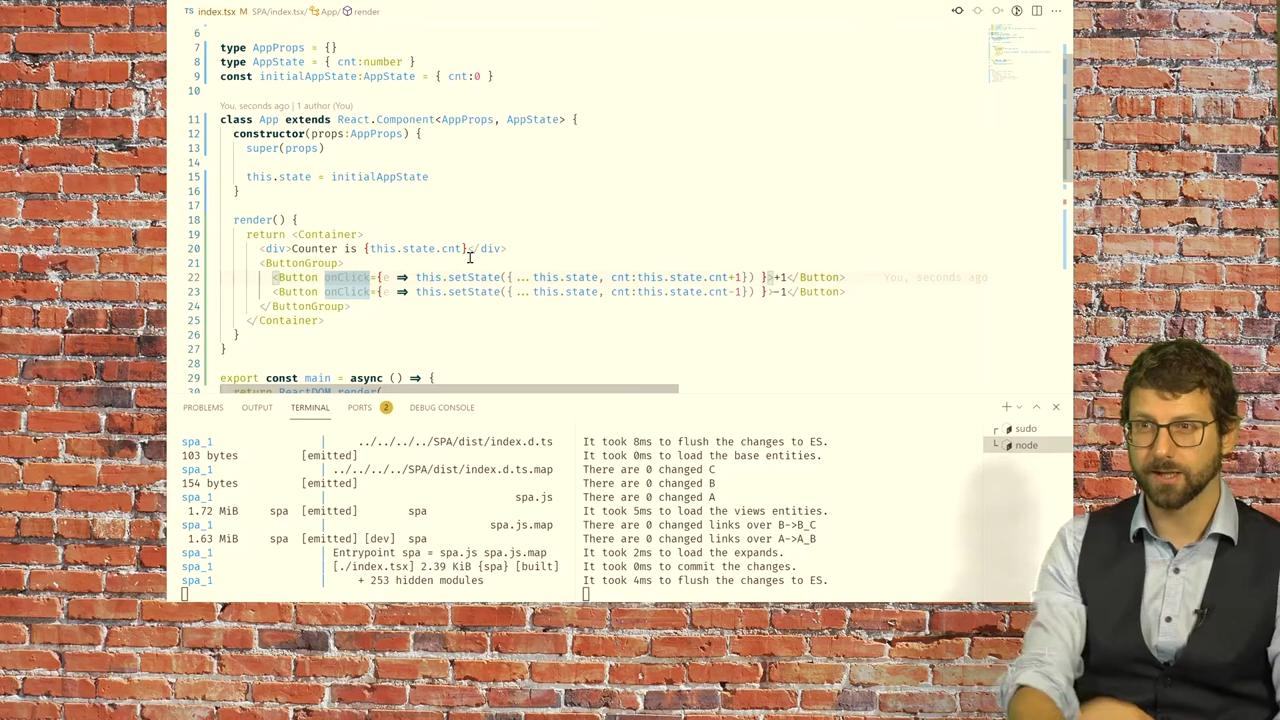 TS index.tsx M SPA/index.tsx/App/render
6
7 type AppProps = {}
8 type AppState = { cnt:number }
9 const initialAppState:AppState = { cnt:0 }
10
You, seconds ago | 1 author (You)
11 class App extends React.Component<AppProps, AppState> {
12 constructor(props:AppProps) {
13 super(props)
14
15 this.state = initialAppState
16 }
17
18 render() {
19 return <Container>
20 <div>Counter is {this.state.cnt}</div>
21 <ButtonGroup>
22 <Button onClick={e => this.setState({...this.state, cnt:this.state.cnt+1}) }>+1</Button> You, seconds ago
23 <Button onClick={e => this.setState({...this.state, cnt:this.state.cnt-1}) }>-1</Button>
24 </ButtonGroup>
25 </Container>
26 }
27 }
28
29 export const main = async () => {
30 return ReactDOM.render(
PROBLEMS OUTPUT TERMINAL PORTS 2 DEBUG CONSOLE
spa_1 | ../../../../SPA/dist/index.d.ts
103 bytes [emitted]
spa_1 | ../../../../SPA/dist/index.d.ts.map
154 bytes [emitted]
spa_1 | spa.js
1.72 MiB spa [emitted] spa
spa_1 | spa.js.map
1.63 MiB spa [emitted] [dev] spa
spa_1 | Entrypoint spa = spa.js spa.js.map
spa_1 | [./index.tsx] 2.39 KiB {spa} [built]
spa_1 | + 253 hidden modules
It took 8ms to flush the changes to ES.
It took 0ms to load the base entities.
There are 0 changed C
There are 0 changed B
There are 0 changed A
It took 5ms to load the views entities.
There are 0 changed links over B->B_C
There are 0 changed links over A->A_B
It took 2ms to load the expands.
It took 0ms to commit the changes.
It took 4ms to flush the changes to ES.
sudo
node